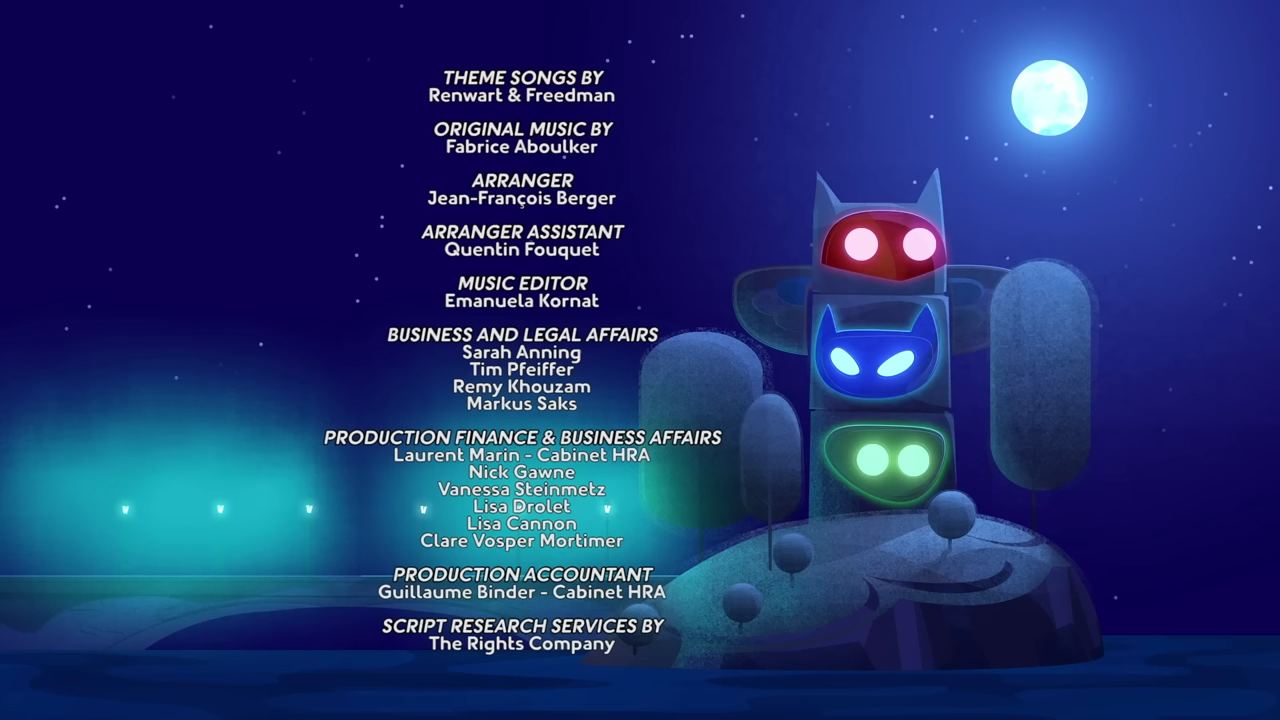 THEME SONGS BY
Renwart & Freedman
ORIGINAL MUSIC BY
Fabrice Aboulker
ARRANGER
Jean-François Berger
ARRANGER ASSISTANT
Quentin Fouquet
MUSIC EDITOR
Emanuela Kornat
BUSINESS AND LEGAL AFFAIRS
Sarah Anning
Tim Pfeiffer
Remy Khouzam
Markus Saks
PRODUCTION FINANCE & BUSINESS AFFAIRS
Laurent Marin - Cabinet HRA
Nick Gawne
Vanessa Steinmetz
Lisa Drolet
Lisa Cannon
Clare Vosper Mortimer
PRODUCTION ACCOUNTANT
Guillaume Binder - Cabinet HRA
SCRIPT RESEARCH SERVICES BY
The Rights Company